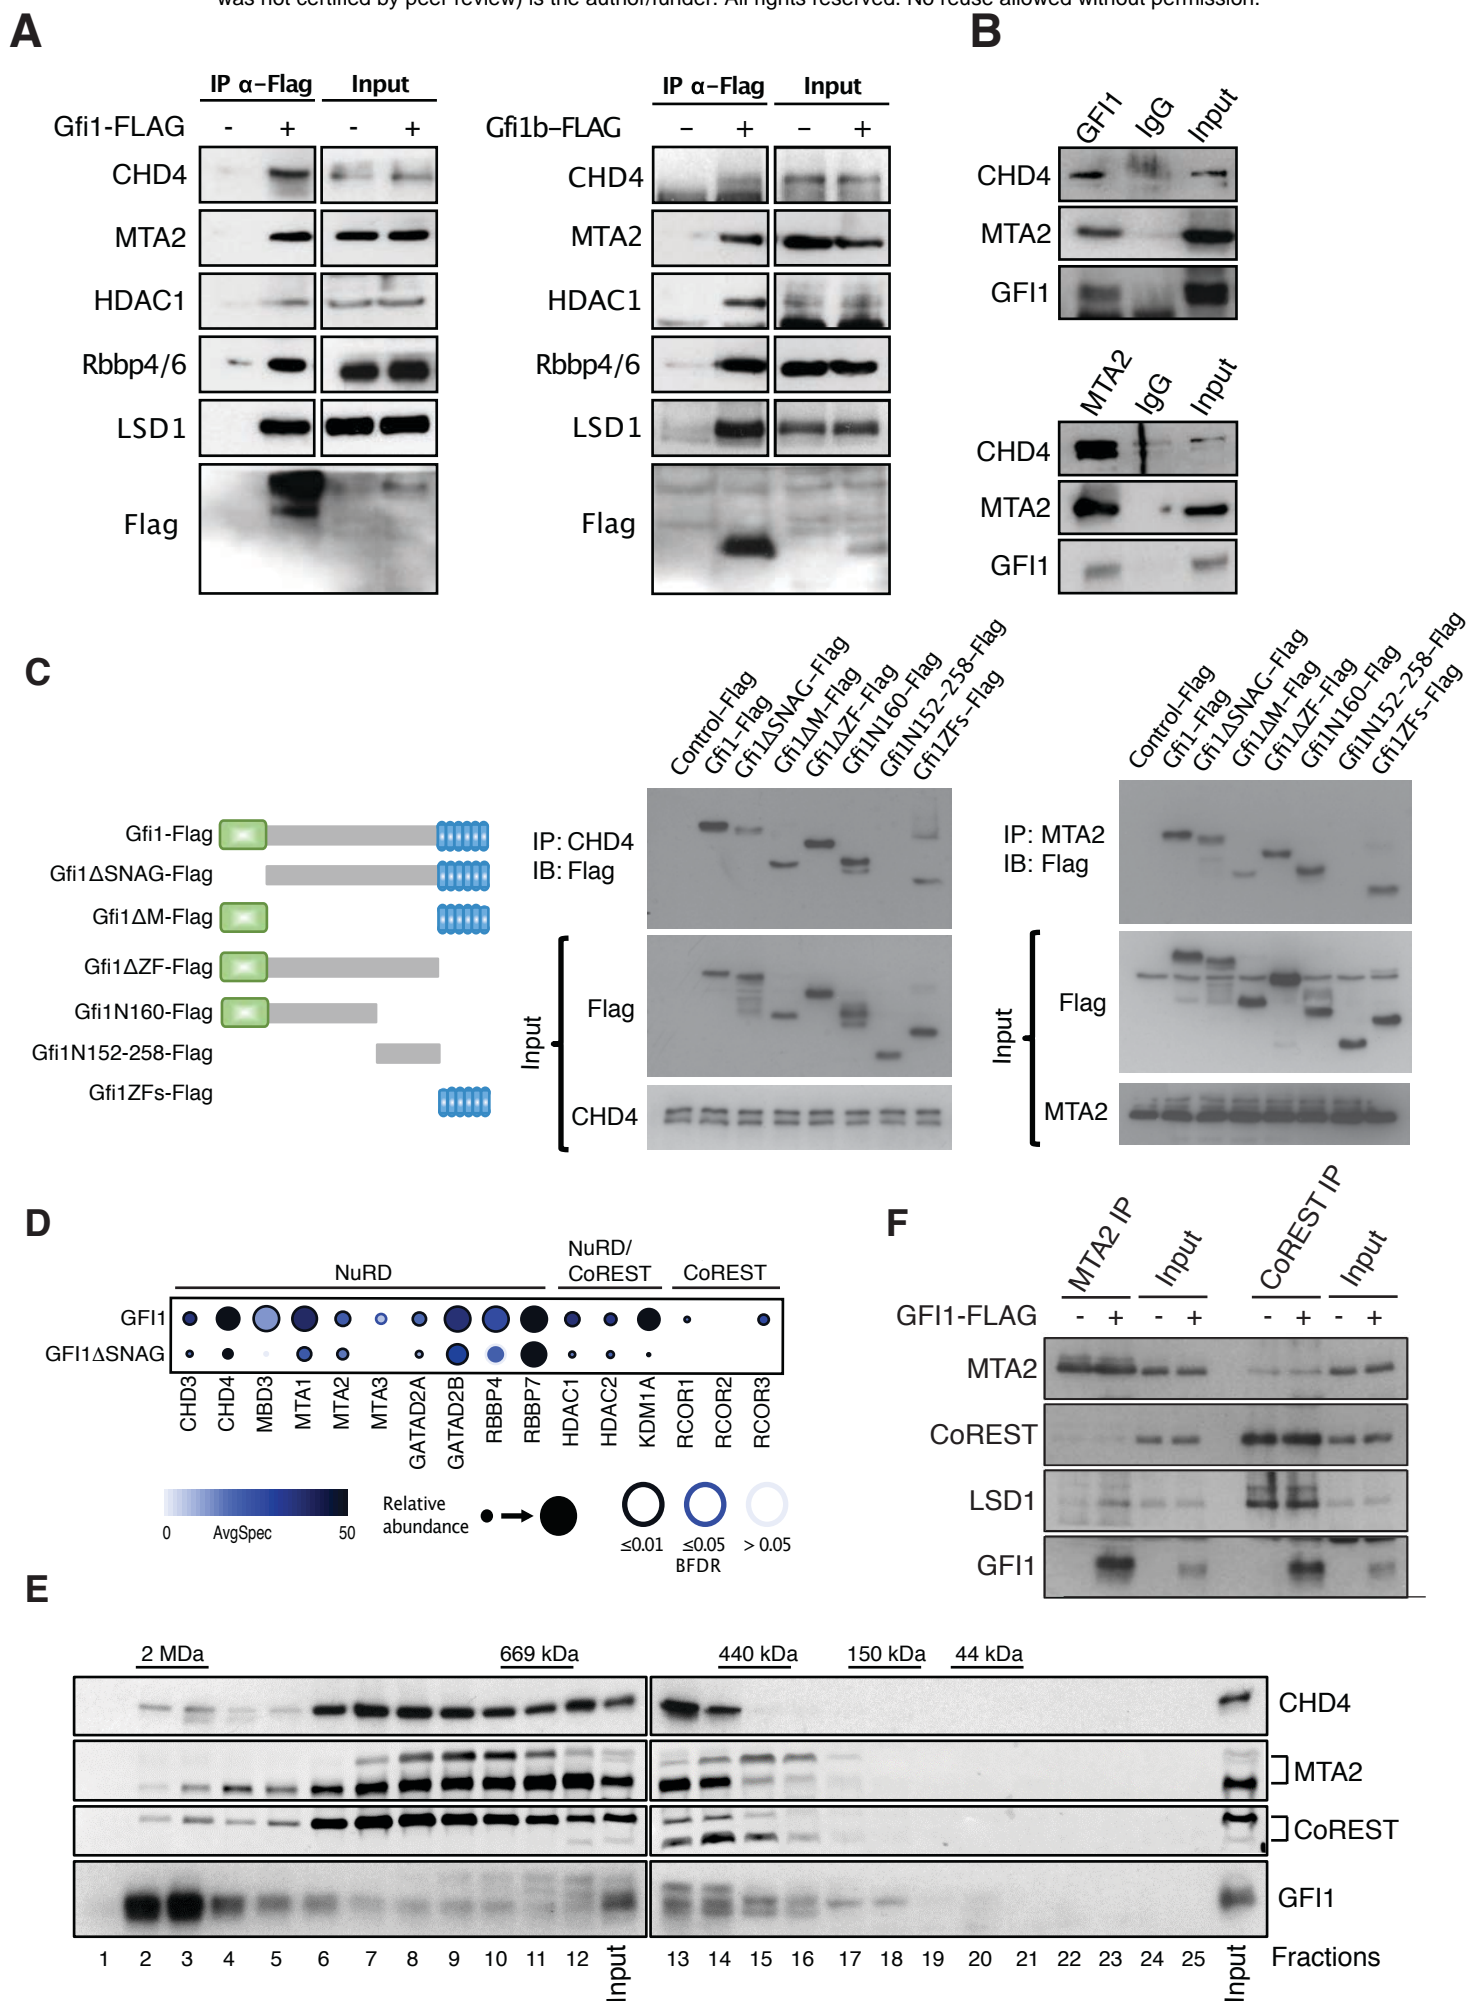 was not certified by peer review) is the author/funder. All rights reserved. No reuse allowed without permission.
A
IP α-Flag Input
Gfi1-FLAG - + - +
CHD4
MTA2
HDAC1
Rbbp4/6
LSD1
Flag
IP α-Flag Input
Gfi1b-FLAG - + - +
CHD4
MTA2
HDAC1
Rbbp4/6
LSD1
Flag
B
GFI1 IgG Input
CHD4
MTA2
GFI1
MTA2 IgG Input
CHD4
MTA2
GFI1
C
Gfi1-Flag
Gfi1ΔSNAG-Flag
Gfi1ΔM-Flag
Gfi1ΔZF-Flag
Gfi1N160-Flag
Gfi1N152-258-Flag
Gfi1ZFs-Flag
Control-Flag
Gfi1-Flag
Gfi1ΔSNAG-Flag
Gfi1ΔM-Flag
Gfi1ΔZF-Flag
Gfi1N160-Flag
Gfi1N152-258-Flag
Gfi1ZFs-Flag
IP: CHD4
IB: Flag
Input
Flag
CHD4
Control-Flag
Gfi1-Flag
Gfi1ΔSNAG-Flag
Gfi1ΔM-Flag
Gfi1ΔZF-Flag
Gfi1N160-Flag
Gfi1N152-258-Flag
Gfi1ZFs-Flag
IP: MTA2
IB: Flag
Input
Flag
MTA2
D
NuRD
NuRD/
CoREST
CoREST
GFI1
GFI1ΔSNAG
CHD3
CHD4
MBD3
MTA1
MTA2
MTA3
GATAD2A
GATAD2B
RBBP4
RBBP7
HDAC1
HDAC2
KDM1A
RCOR1
RCOR2
RCOR3
0 AvgSpec 50
Relative
abundance
≤0.01 ≤0.05 > 0.05
BFDR
F
MTA2 IP Input CoREST IP Input
GFI1-FLAG - + - + - + - +
MTA2
CoREST
LSD1
GFI1
E
2 MDa 669 kDa 440 kDa 150 kDa 44 kDa
CHD4
MTA2
CoREST
GFI1
1 2 3 4 5 6 7 8 9 10 11 12 Input 13 14 15 16 17 18 19 20 21 22 23 24 25 Input Fractions